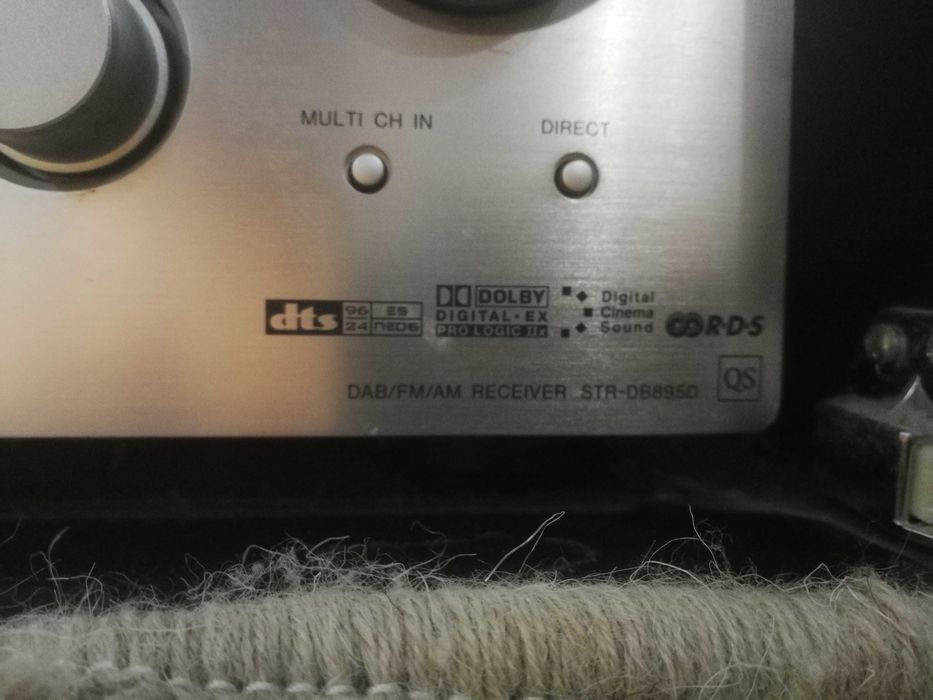 MULTI CH IN
DIRECT
dts 96 24 ES NEO6
DOLBY
DIGITAL·EX
PRO LOGIC IIx
Digital
Cinema
Sound
R·D·S
DAB/FM/AM RECEIVER STR-DB895D
QS